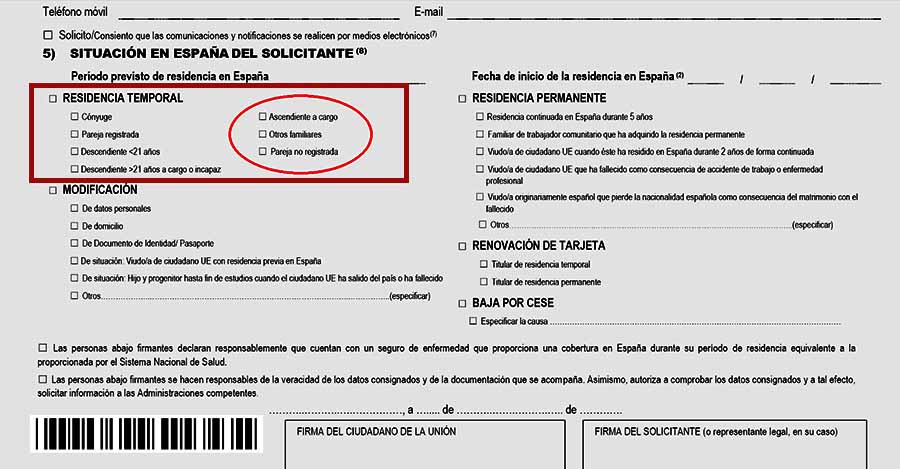 Teléfono móvil E-mail
☐ Solicito/Consiento que las comunicaciones y notificaciones se realicen por medios electrónicos(7)
5) SITUACIÓN EN ESPAÑA DEL SOLICITANTE (8)
Período previsto de residencia en España
☐ RESIDENCIA TEMPORAL
☐ Cónyuge ☐ Ascendiente a cargo
☐ Pareja registrada ☐ Otros familiares
☐ Descendiente <21 años ☐ Pareja no registrada
☐ Descendiente >21 años a cargo o incapaz
☐ MODIFICACIÓN
☐ De datos personales
☐ De domicilio
☐ De Documento de Identidad/ Pasaporte
☐ De situación: Viudo/a de ciudadano UE con residencia previa en España
☐ De situación: Hijo y progenitor hasta fin de estudios cuando el ciudadano UE ha salido del país o ha fallecido
☐ Otros...............................................................................................(especificar)
Fecha de inicio de la residencia en España(2) / /
☐ RESIDENCIA PERMANENTE
☐ Residencia continuada en España durante 5 años
☐ Familiar de trabajador comunitario que ha adquindo la residencia permanente
☐ Viudo/a de ciudadano UE cuando éste ha residido en España durante 2 años de forma continuada
☐ Viudo/a de ciudadano UE que ha fallecido como consecuencia de accidente de trabajo o enfermedad
profesional
☐ Viudo/a originariamente español que pierde la nacionalidad española como consecuencia del matrimonio con el
fallecido
☐ Otros...............................................................................................(especificar)
☐ RENOVACIÓN DE TARJETA
☐ Titular de residencia temporal
☐ Titular de residencia permanente
☐ BAJA POR CESE
☐ Especificar la causa ...............................................................................................
☐ Las personas abajo firmantes declaran responsablemente que cuentan con un seguro de enfermedad que proporciona una cobertura en España durante su período de residencia equivalente a la
proporcionada por el Sistema Nacional de Salud.
☐ Las personas abajo firmantes se hacen responsables de la veracidad de los datos consignados y de la documentación que se acompaña. Asimismo, autoriza a comprobar los datos consignados y a tal efecto,
solicitar información a las Administraciones competentes.
........................................, a ....... de ............................... de ................
FIRMA DEL CIUDADANO DE LA UNIÓN FIRMA DEL SOLICITANTE (o representante legal, en su caso)